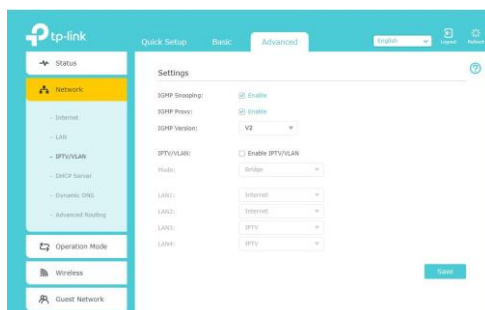 tp-link
Quick Setup
Basic
Advanced
English
Logout
Reboot
Status
Network
- Internet
- LAN
- IPTV/VLAN
- DHCP Server
- Dynamic DNS
- Advanced Routing
Operation Mode
Wireless
Guest Network
Settings
IGMP Snooping: Enable
IGMP Proxy: Enable
IGMP Version: V2
IPTV/VLAN: Enable IPTV/VLAN
Mode: Bridge
LAN1: Internet
LAN2: Internet
LAN3: IPTV
LAN4: IPTV
Save